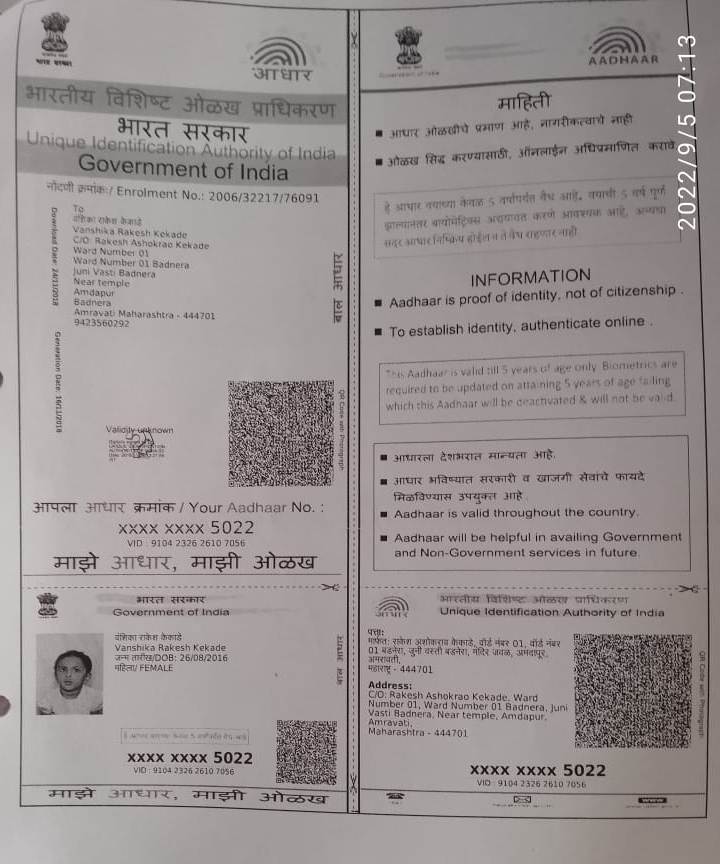 भारत सरकार
आधार
भारतीय विशिष्ट ओळख प्राधिकरण
भारत सरकार
Unique Identification Authority of India
Government of India
नोंदणी क्रमांक:/ Enrolment No.: 2006/32217/76091
To
वंशिका राकेश केकाडे
Vanshika Rakesh Kekade
C/O: Rakesh Ashokrao Kekade
Ward Number 01
Ward Number 01 Badnera
Juni Vasti Badnera
Near temple
Amdapur
Badnera
Amravati Maharashtra - 444701
9423560292
Download Date: 24/11/2018
Generation Date: 16/11/2018
बाल आधार
QR Code with Photograph
Validity unknown
आपला आधार क्रमांक / Your Aadhaar No. :
xxxx xxxx 5022
VID : 9104 2326 2610 7056
माझे आधार, माझी ओळख
भारत सरकार
Government of India
वंशिका राकेश केकाडे
Vanshika Rakesh Kekade
जन्म तारीख/DOB: 26/08/2016
महिला/ FEMALE
बाल आधार
xxxx xxxx 5022
VID : 9104 2326 2610 7056
माझे आधार, माझी ओळख
Government of India
AADHAAR
2022/9/5 07:13
माहिती
■ आधार ओळखीचे प्रमाण आहे, नागरीकत्वाचे नाही
■ ओळख सिद्ध करण्यासाठी, ऑनलाईन अधिप्रमाणित करावे
हे आधार वयाच्या केवळ 5 वर्षापर्यंत वैध आहे. वयाची 5 वर्षे पूर्ण
झाल्यानंतर बायोमेट्रिक्स अद्ययावत करणे आवश्यक आहे, अन्यथा
सदर आधार निष्क्रिय होईल व ते वैध राहणार नाही
INFORMATION
■ Aadhaar is proof of identity, not of citizenship .
■ To establish identity, authenticate online .
This Aadhaar is valid till 5 years of age only. Biometrics are
required to be updated on attaining 5 years of age failing
which this Aadhaar will be deactivated & will not be valid.
■ आधारला देशभरात मान्यता आहे.
■ आधार भविष्यात सरकारी व खाजगी सेवांचे फायदे
मिळविण्यास उपयुक्त आहे .
■ Aadhaar is valid throughout the country.
■ Aadhaar will be helpful in availing Government
and Non-Government services in future.
भारतीय विशिष्ट ओळख प्राधिकरण
Unique Identification Authority of India
आधार
पत्ता:
मार्फत: राकेश अशोकराव केकाडे, वॉर्ड नंबर 01, वॉर्ड नंबर
01 बडनेरा, जुनी वस्ती बडनेरा, मंदिर जवळ, अमदापूर,
अमरावती,
महाराष्ट्र - 444701
Address:
C/O: Rakesh Ashokrao Kekade, Ward
Number 01, Ward Number 01 Badnera, Juni
Vasti Badnera, Near temple, Amdapur,
Amravati,
Maharashtra - 444701
QR Code with Photograph
xxxx xxxx 5022
VID : 9104 2326 2610 7056
www